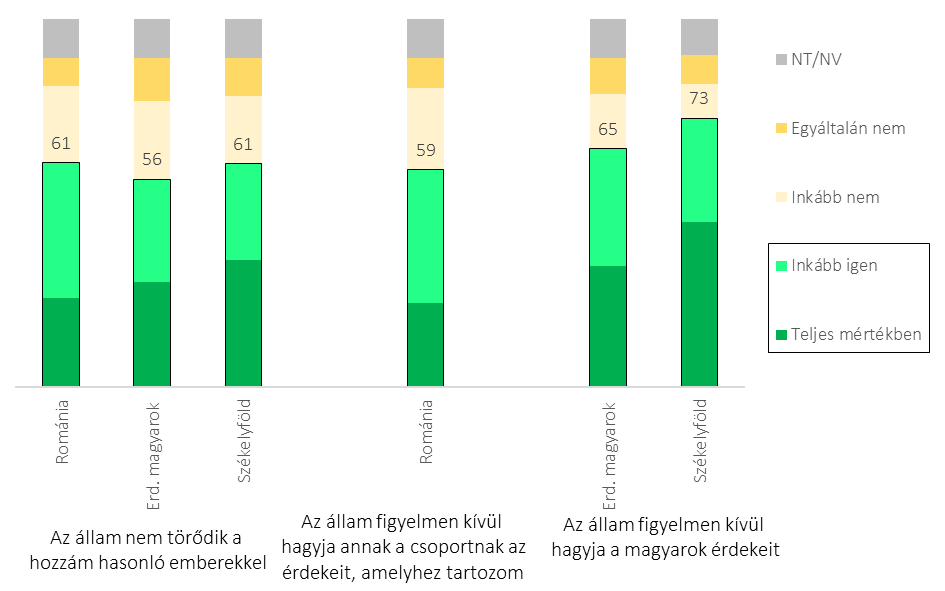 61
56
61
59
65
73
NT/NV
Egyáltalán nem
Inkább nem
Inkább igen
Teljes mértékben
Románia
Erd. magyarok
Székelyföld
Románia
Erd. magyarok
Székelyföld
Az állam nem törődik a
hozzám hasonló emberekkel
Az állam figyelmen kívül
hagyja annak a csoportnak az
érdekeit, amelyhez tartozom
Az állam figyelmen kívül
hagyja a magyarok érdekeit